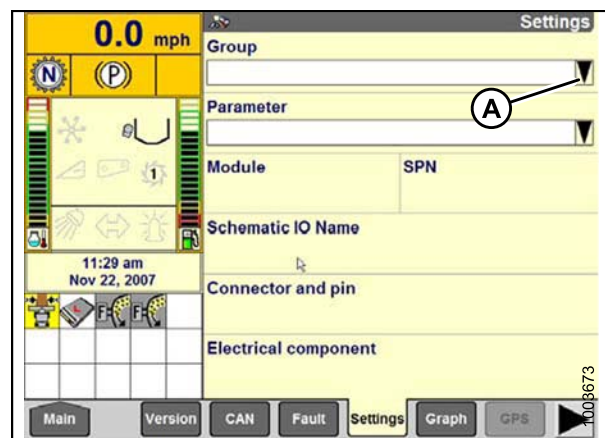 0.0 mph
N
(P)
1
11:29 am
Nov 22, 2007
L
F
F
Settings
Group
A
Parameter
Module
SPN
Schematic IO Name
Connector and pin
Electrical component
1003673
Main
Version
CAN
Fault
Settings
Graph
GPS